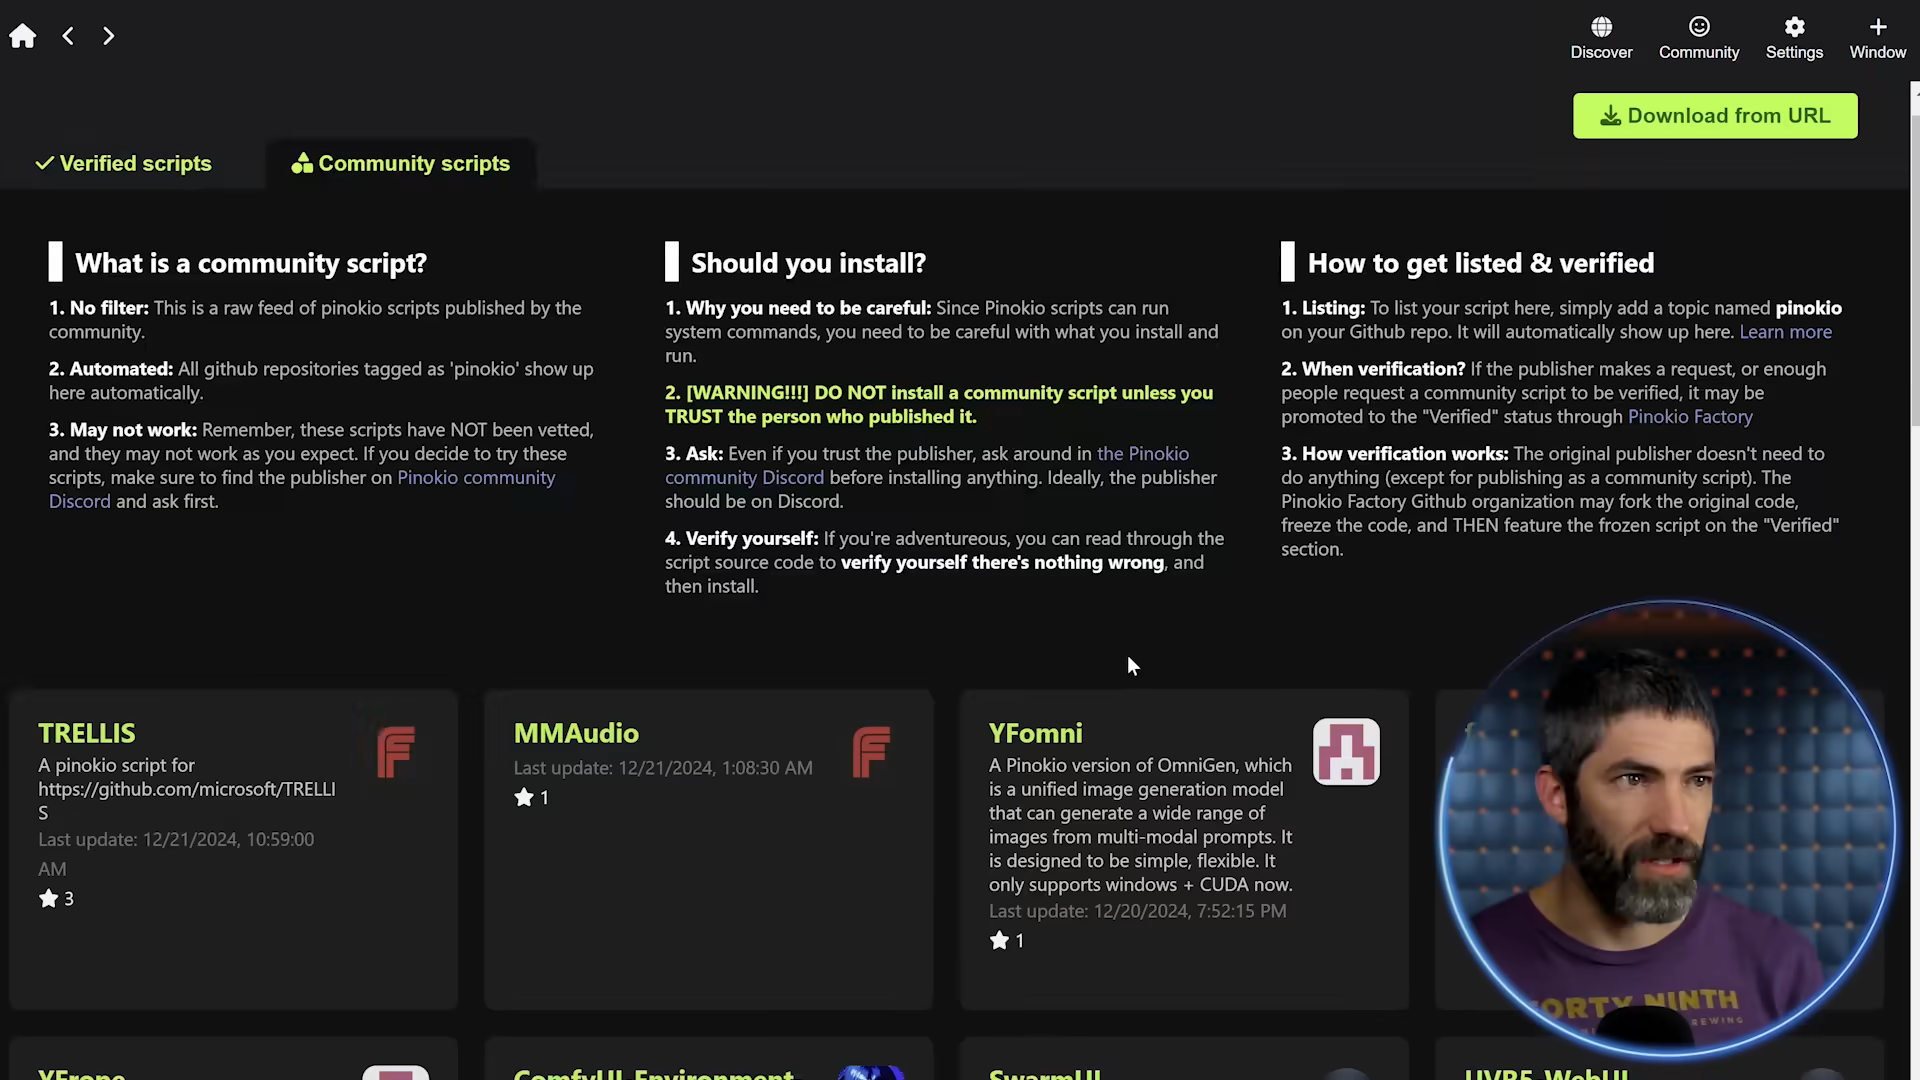 Discover
Community
Settings
Window
Download from URL
Verified scripts
Community scripts
What is a community script?
1. No filter: This is a raw feed of pinokio scripts published by the
community.
2. Automated: All github repositories tagged as 'pinokio' show up
here automatically.
3. May not work: Remember, these scripts have NOT been vetted,
and they may not work as you expect. If you decide to try these
scripts, make sure to find the publisher on Pinokio community
Discord and ask first.
Should you install?
1. Why you need to be careful: Since Pinokio scripts can run
system commands, you need to be careful with what you install and
run.
2. [WARNING!!!] DO NOT install a community script unless you
TRUST the person who published it.
3. Ask: Even if you trust the publisher, ask around in the Pinokio
community Discord before installing anything. Ideally, the publisher
should be on Discord.
4. Verify yourself: If you're adventureous, you can read through the
script source code to verify yourself there's nothing wrong, and
then install.
How to get listed & verified
1. Listing: To list your script here, simply add a topic named pinokio
on your Github repo. It will automatically show up here. Learn more
2. When verification? If the publisher makes a request, or enough
people request a community script to be verified, it may be
promoted to the "Verified" status through Pinokio Factory
3. How verification works: The original publisher doesn't need to
do anything (except for publishing as a community script). The
Pinokio Factory Github organization may fork the original code,
freeze the code, and THEN feature the frozen script on the "Verified"
section.
TRELLIS
A pinokio script for
https://github.com/microsoft/TRELLI
S
Last update: 12/21/2024, 10:59:00
AM
3
MMAudio
Last update: 12/21/2024, 1:08:30 AM
1
YFomni
A Pinokio version of OmniGen, which
is a unified image generation model
that can generate a wide range of
images from multi-modal prompts. It
is designed to be simple, flexible. It
only supports windows + CUDA now.
Last update: 12/20/2024, 7:52:15 PM
1
FORTY NINTH
BREWING
ComfyUI Environment
SwarmUI
UVR5-WebUI